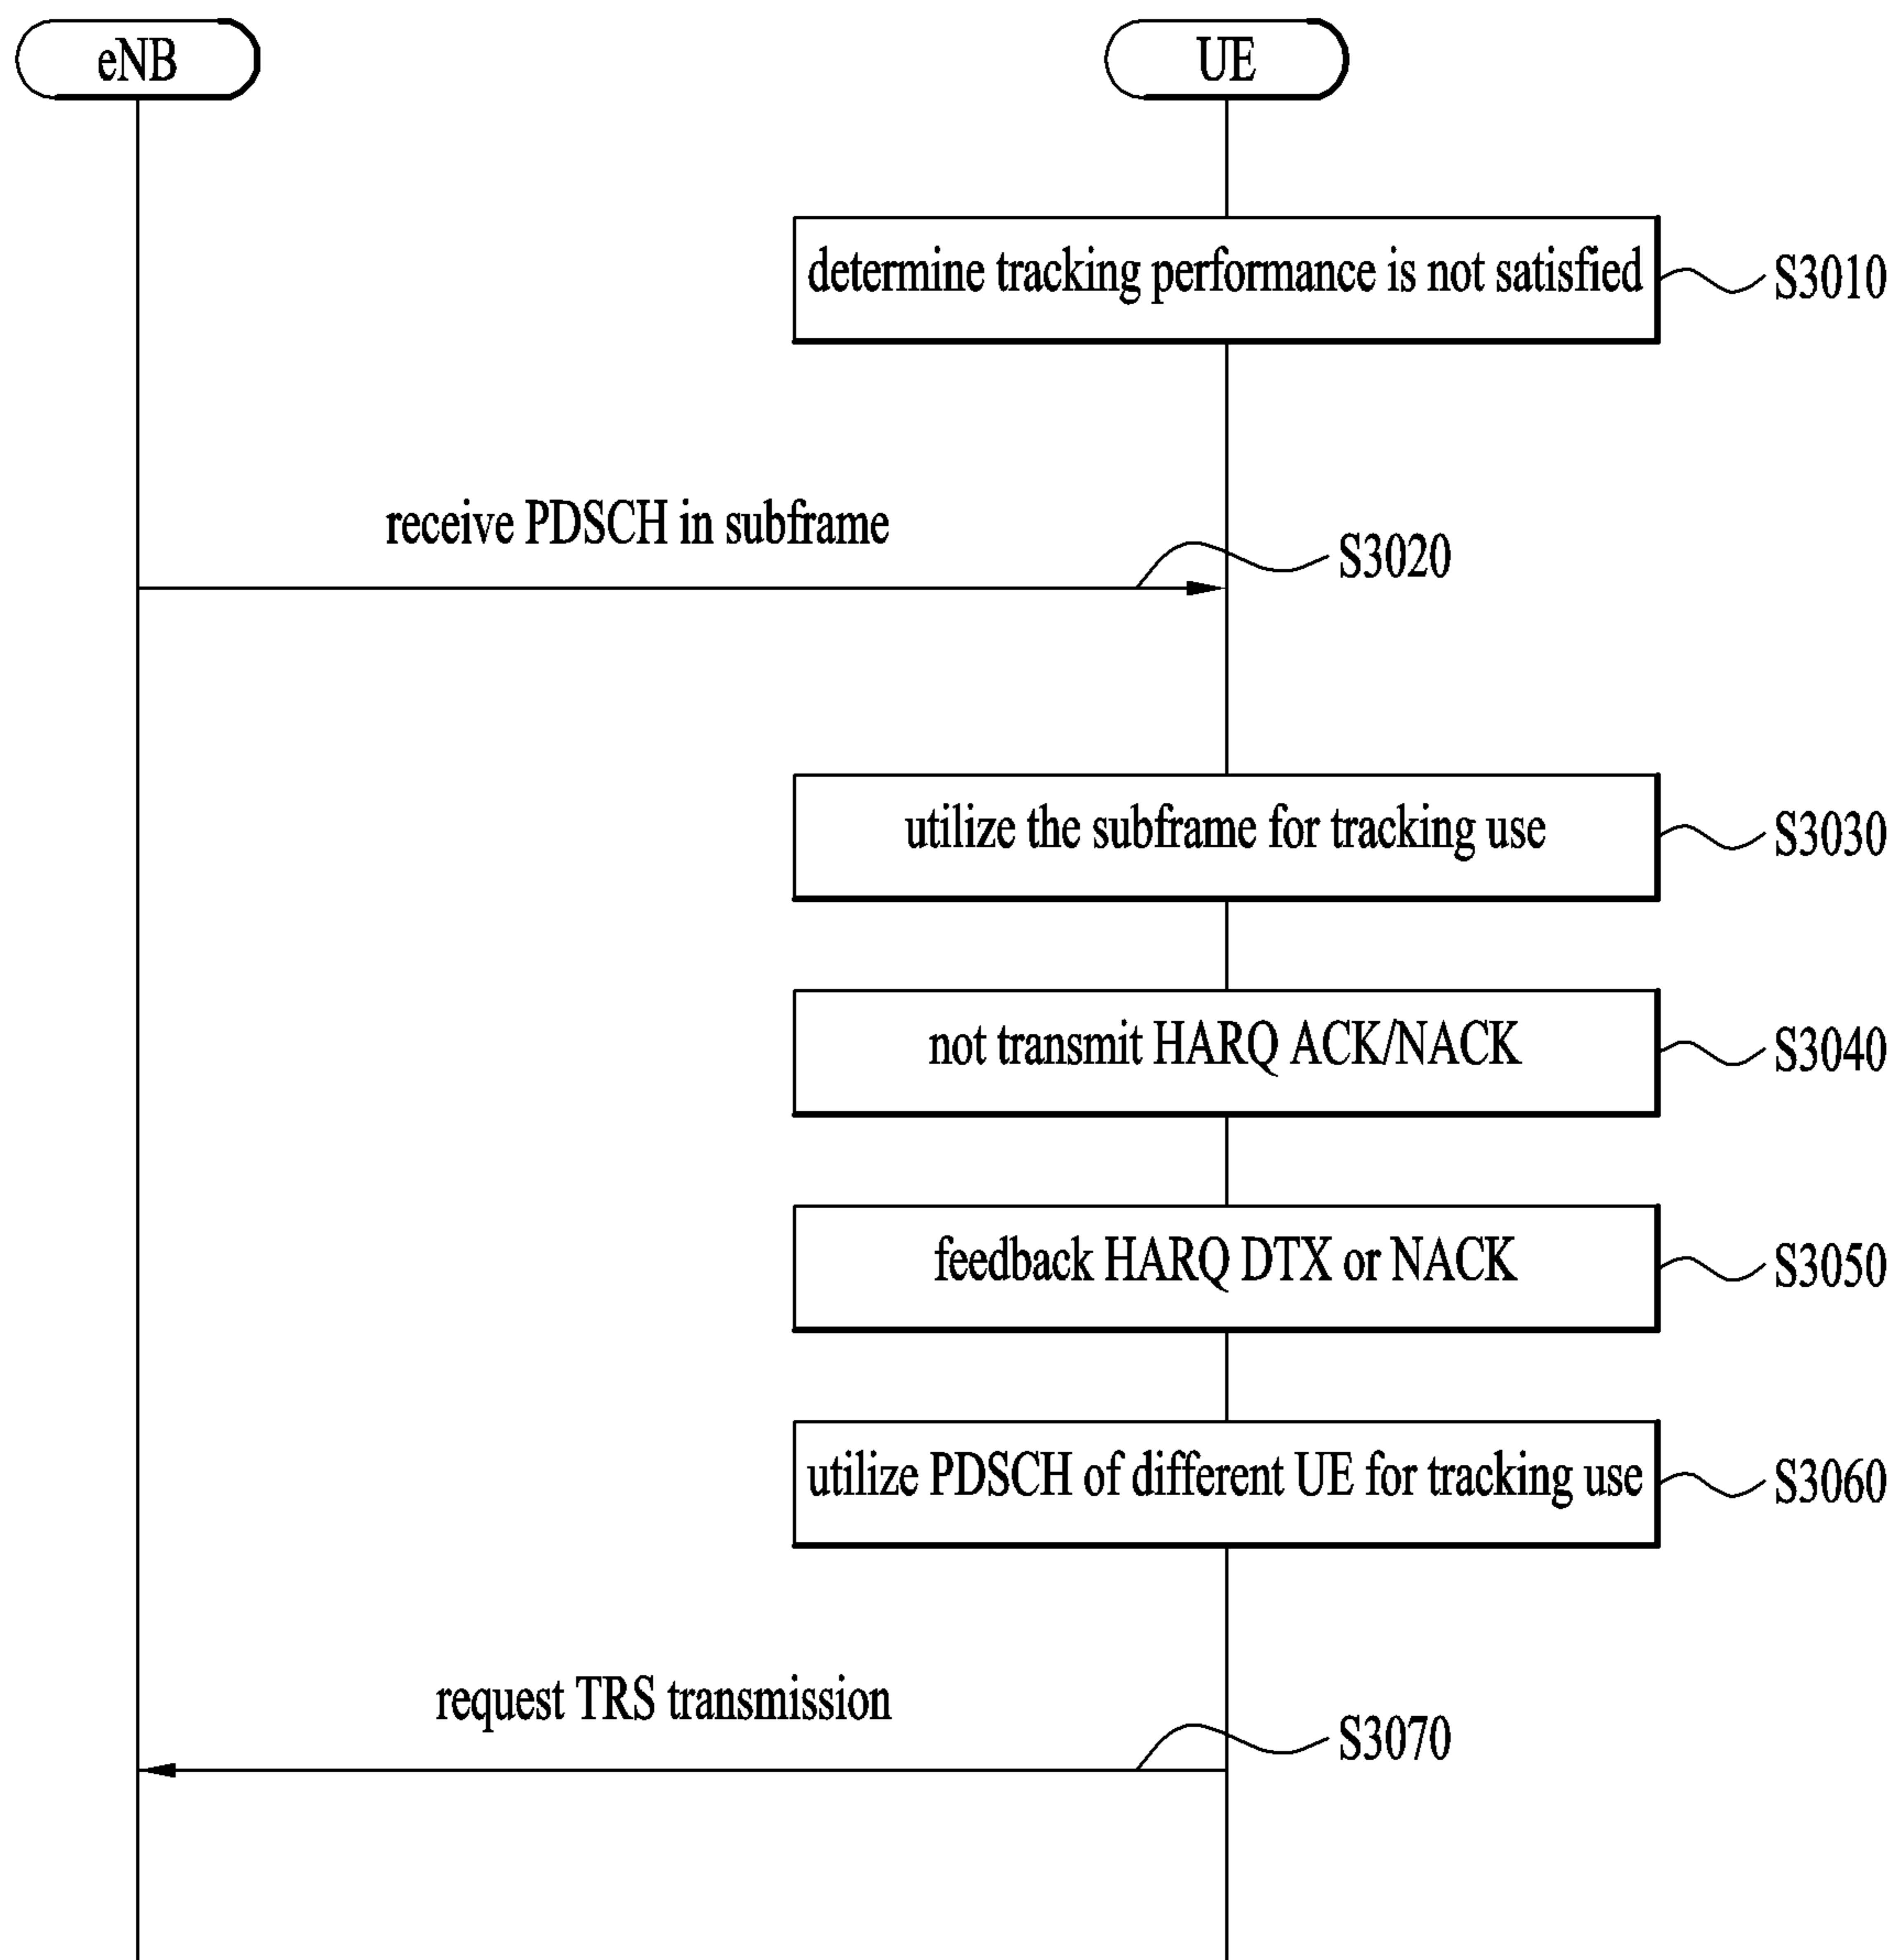 eNB
UE
determine tracking performance is not satisfied
S3010
receive PDSCH in subframe
S3020
utilize the subframe for tracking use
S3030
not transmit HARQ ACK/NACK
S3040
feedback HARQ DTX or NACK
S3050
utilize PDSCH of different UE for tracking use
S3060
request TRS transmission
S3070